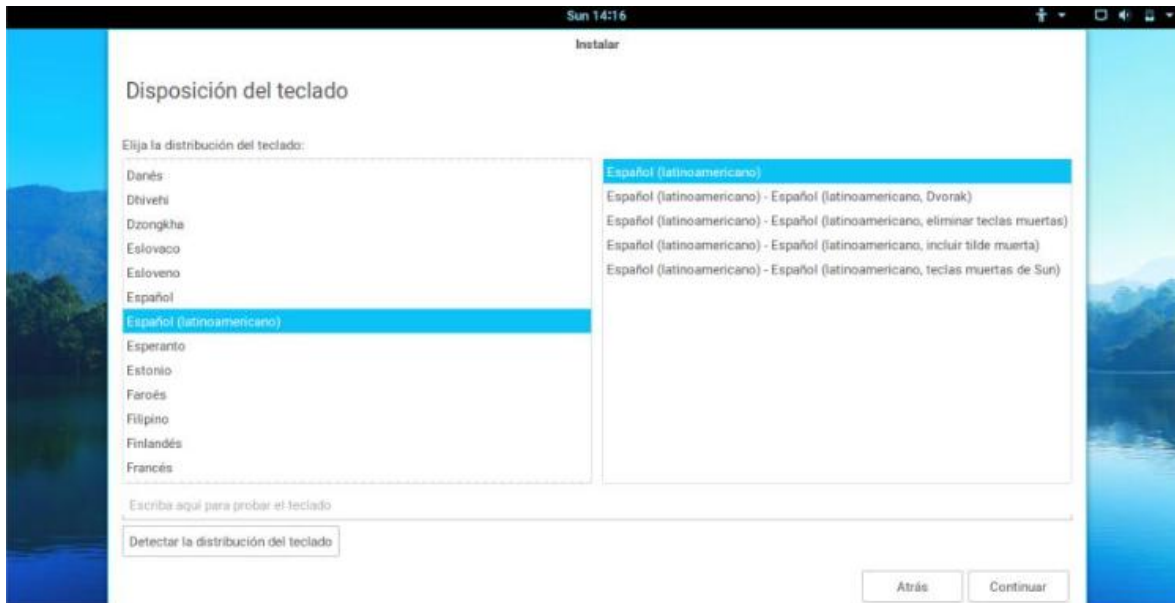 Sun 14:16
Instalar
Disposición del teclado
Elija la distribución del teclado:
Danés
Dhivehi
Dzongkha
Eslovaco
Esloveno
Español
Español (latinoamericano)
Esperanto
Estonio
Faroés
Filipino
Finlandés
Francés
Español (latinoamericano)
Español (latinoamericano) - Español (latinoamericano, Dvorak)
Español (latinoamericano) - Español (latinoamericano, eliminar teclas muertas)
Español (latinoamericano) - Español (latinoamericano, incluir tilde muerta)
Español (latinoamericano) - Español (latinoamericano, teclas muertas de Sun)
Escriba aquí para probar el teclado
Detectar la distribución del teclado
Atrás
Continuar